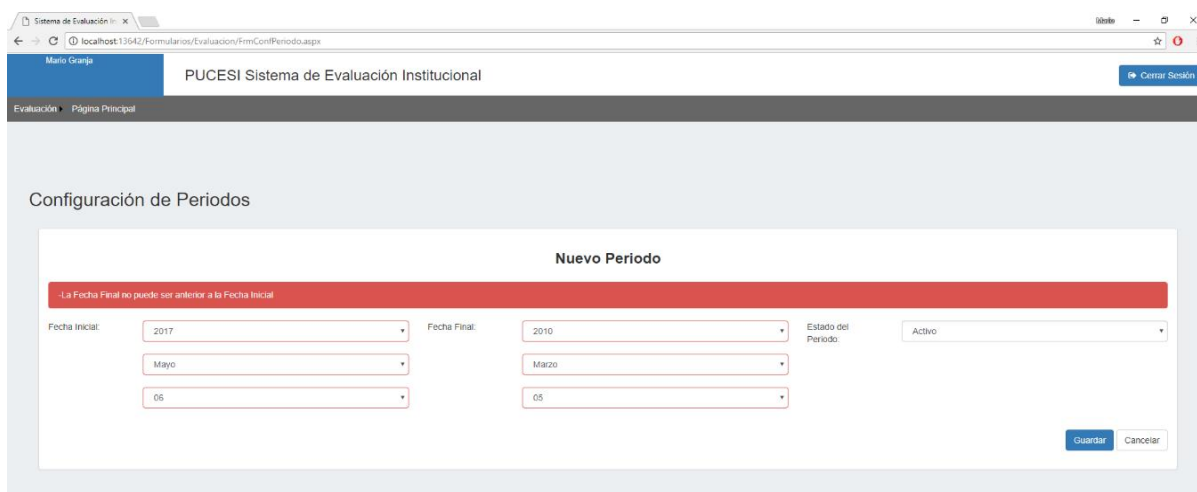 Sistema de Evaluación In
localhost:13642/Formularios/Evaluacion/FrmConfPeriodo.aspx
Mario Granja
PUCESI Sistema de Evaluación Institucional
Cerrar Sesión
Evaluación Página Principal
Configuración de Periodos
Nuevo Periodo
-La Fecha Final no puede ser anterior a la Fecha Inicial
Fecha Inicial: 2017 Fecha Final: 2010 Estado del Periodo: Activo
Mayo Marzo
06 05
Guardar Cancelar